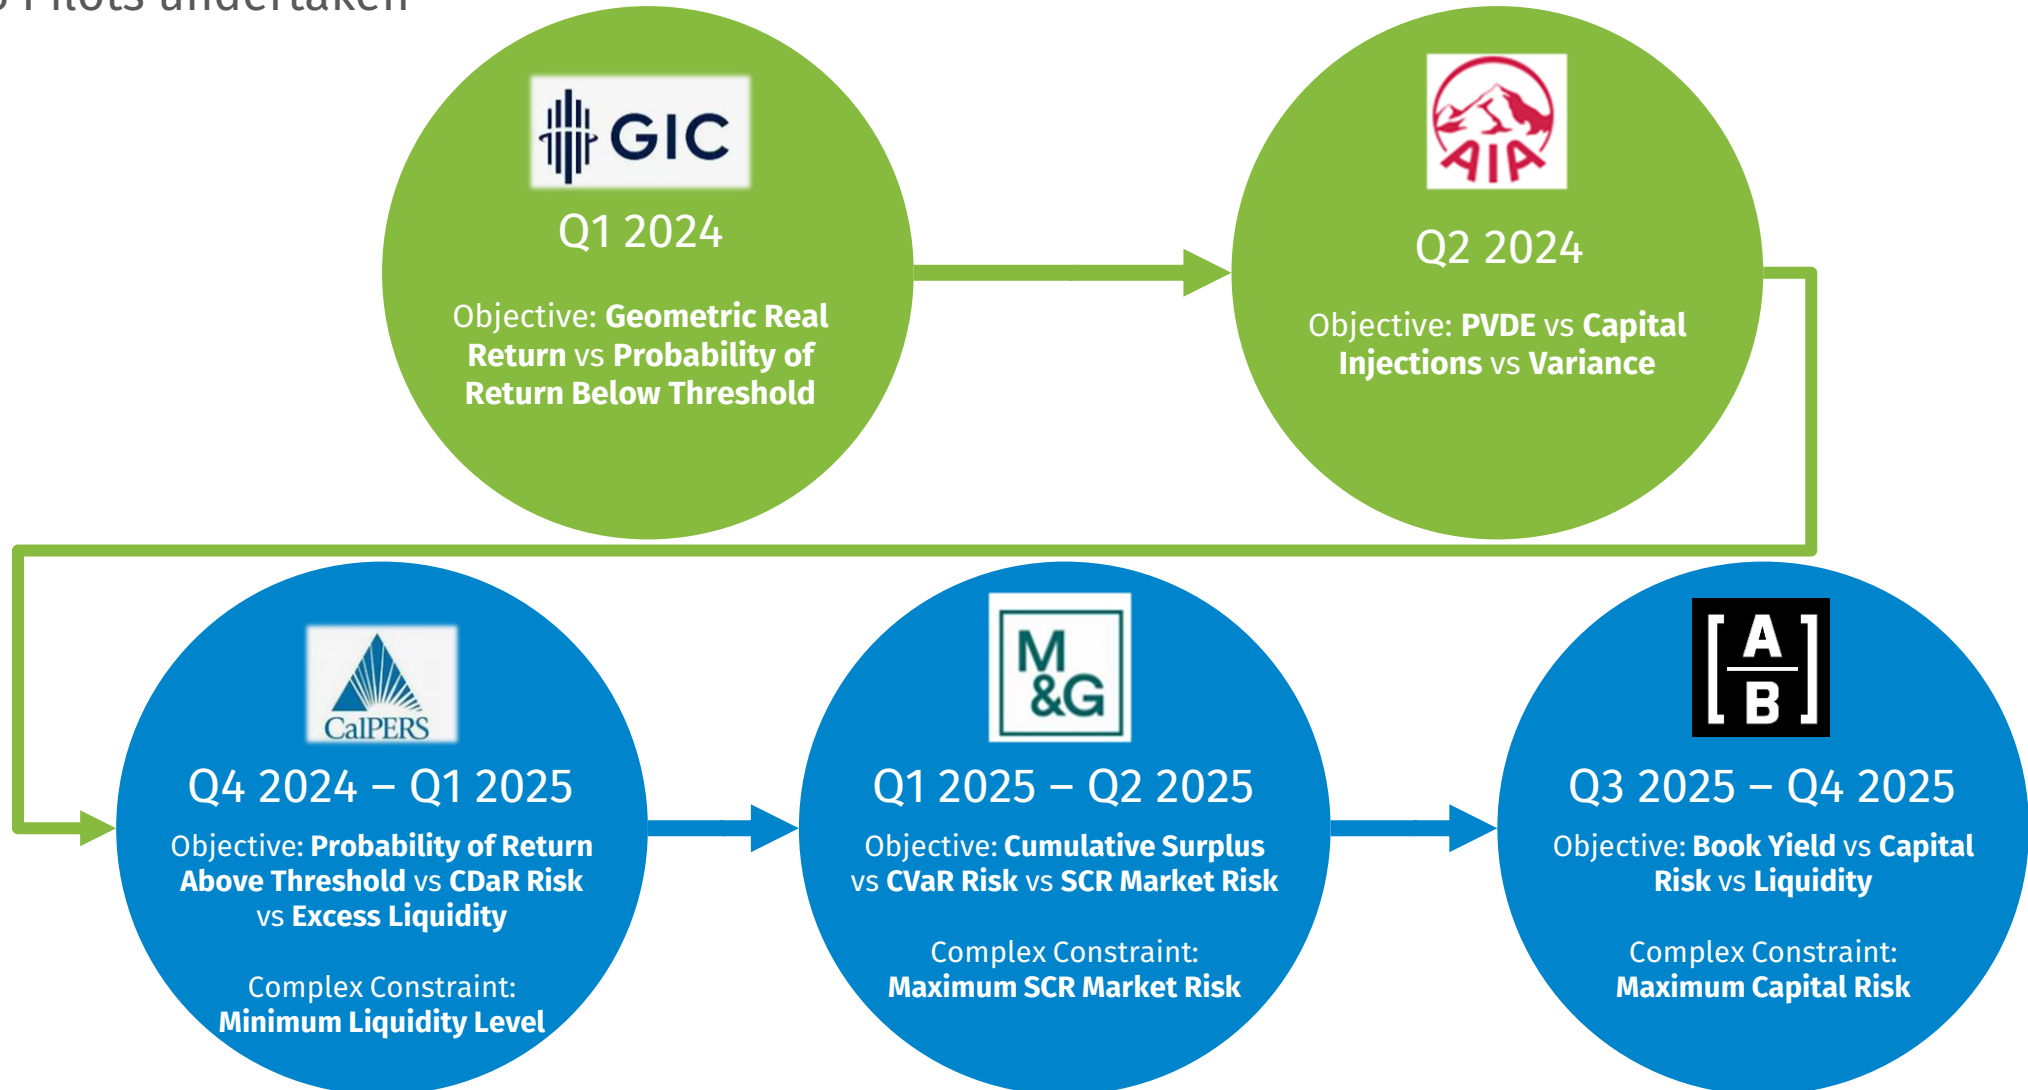 Pilots undertaken
GIC
Q1 2024
Objective: Geometric Real
Return vs Probability of
Return Below Threshold
AIA
Q2 2024
Objective: PVDE vs Capital
Injections vs Variance
CalPERS
Q4 2024 – Q1 2025
Objective: Probability of Return
Above Threshold vs CDaR Risk
vs Excess Liquidity
Complex Constraint:
Minimum Liquidity Level
M
&G
Q1 2025 – Q2 2025
Objective: Cumulative Surplus
vs CVaR Risk vs SCR Market Risk
Complex Constraint:
Maximum SCR Market Risk
[A
B]
Q3 2025 – Q4 2025
Objective: Book Yield vs Capital
Risk vs Liquidity
Complex Constraint:
Maximum Capital Risk